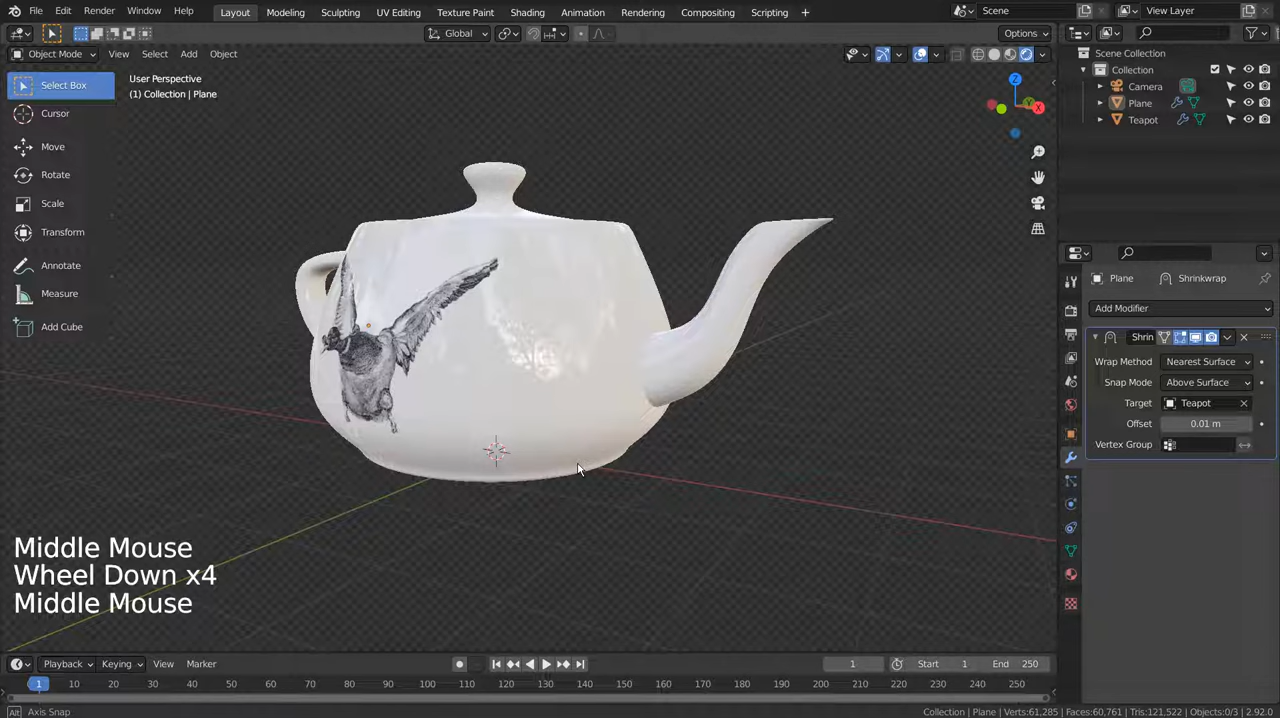 File Edit Render Window Help Layout Modeling Sculpting UV Editing Texture Paint Shading Animation Rendering Compositing Scripting + Scene View Layer
Global Options
Object Mode View Select Add Object
Scene Collection
Collection
Camera
Plane
Teapot
Select Box
Cursor
Move
Rotate
Scale
Transform
Annotate
Measure
Add Cube
User Perspective
(1) Collection | Plane
Z
Y
X
Plane Shrinkwrap
Add Modifier
Shrin
Wrap Method Nearest Surface
Snap Mode Above Surface
Target Teapot
Offset 0.01 m
Vertex Group
Middle Mouse
Wheel Down x4
Middle Mouse
Playback Keying View Marker 1 Start 1 End 250
1 10 20 30 40 50 60 70 80 90 100 110 120 130 140 150 160 170 180 190 200 210 220 230 240 250
Alt Axis Snap Collection | Plane | Verts:61,285 | Faces:60,761 | Tris:121,522 | Objects:0/3 | 2.92.0